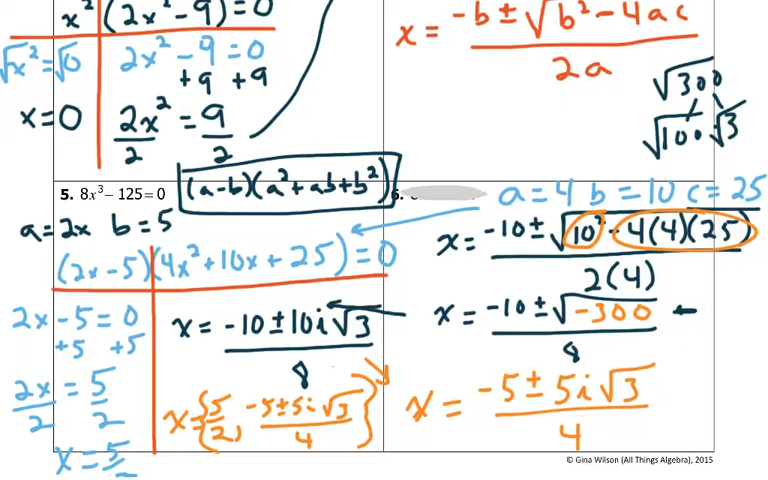 x² (2x² - 9) = 0
√x² = √0
2x² - 9 = 0
+9 +9
x = 0
2x² = 9
2 2
x = -b ± √b² - 4ac
2a
√300
√100 √3
5. 8x³ – 125 = 0
(a-b)(a² + ab + b²)
a = 2x b = 5
(2x - 5)(4x² + 10x + 25) = 0
2x - 5 = 0
+5 +5
2x = 5
2 2
x = 5
x = -10 ± 10i√3
8
x = {5/2, -5 ± 5i√3 / 4}
a = 4 b = 10 c = 25
x = -10 ± √10² - 4(4)(25)
2(4)
x = -10 ± √-300
8
x = -5 ± 5i√3
4
© Gina Wilson (All Things Algebra), 2015